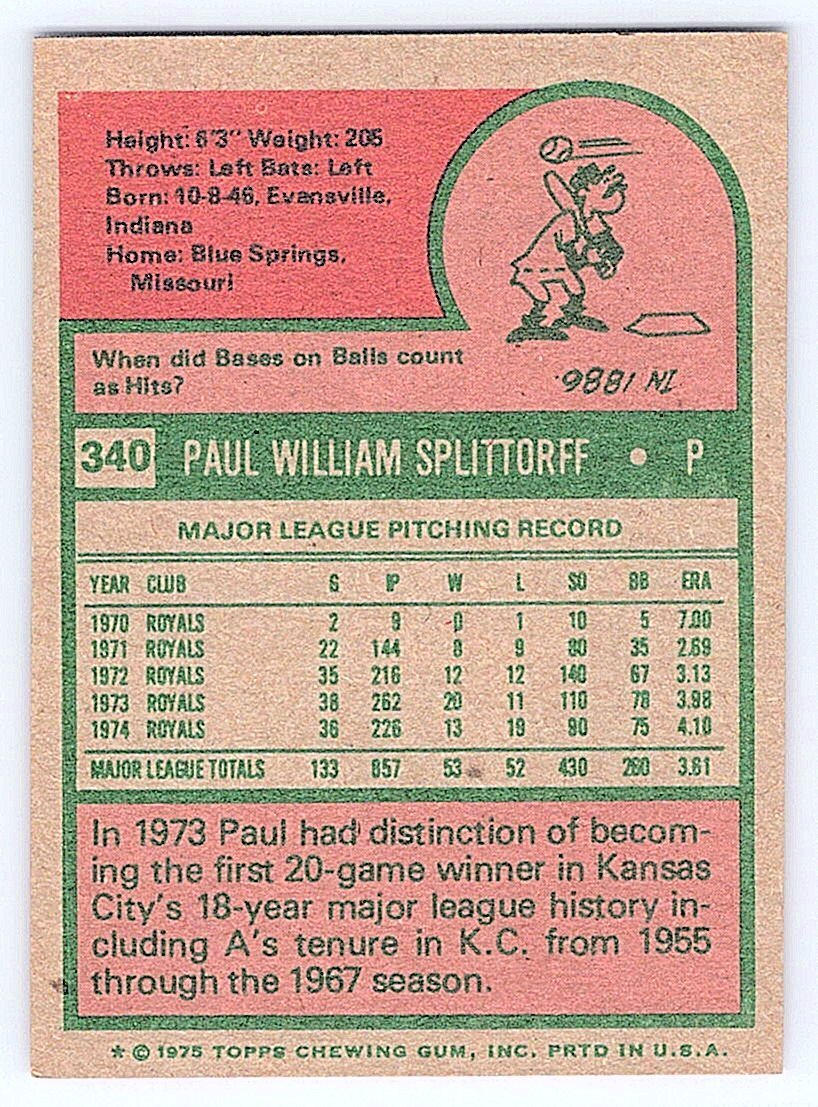 Height: 6'3" Weight: 205
Throws: Left Bats: Left
Born: 10-8-46, Evansville,
Indiana
Home: Blue Springs,
Missouri
When did Bases on Balls count
as Hits?
IN 1886.
340 PAUL WILLIAM SPLITTORFF • P
MAJOR LEAGUE PITCHING RECORD
YEAR CLUB G IP W L SO BB ERA
1970 ROYALS 2 9 0 1 10 5 7.00
1971 ROYALS 22 144 8 9 80 35 2.69
1972 ROYALS 35 216 12 12 140 67 3.13
1973 ROYALS 38 262 20 11 110 78 3.98
1974 ROYALS 36 226 13 19 90 75 4.10
MAJOR LEAGUE TOTALS 133 857 53 52 430 260 3.61
In 1973 Paul had distinction of becom-
ing the first 20-game winner in Kansas
City's 18-year major league history in-
cluding A's tenure in K.C. from 1955
through the 1967 season.
* © 1975 TOPPS CHEWING GUM, INC. PRTD IN U.S.A.